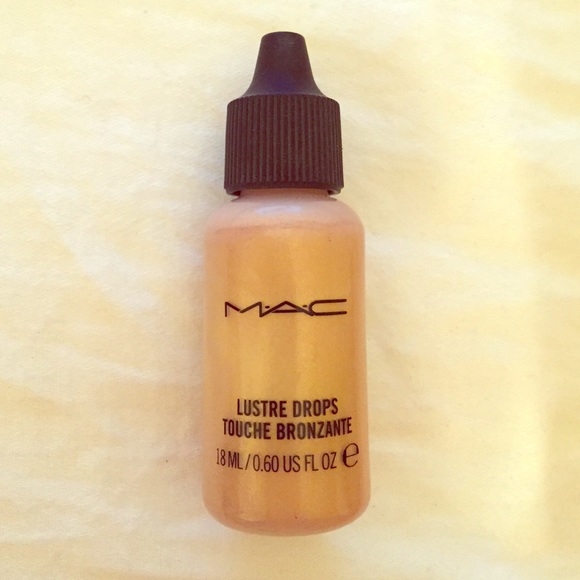 M·A·C
LUSTRE DROPS
TOUCHE BRONZANTE
18 ML / 0.60 US FL OZ ℮